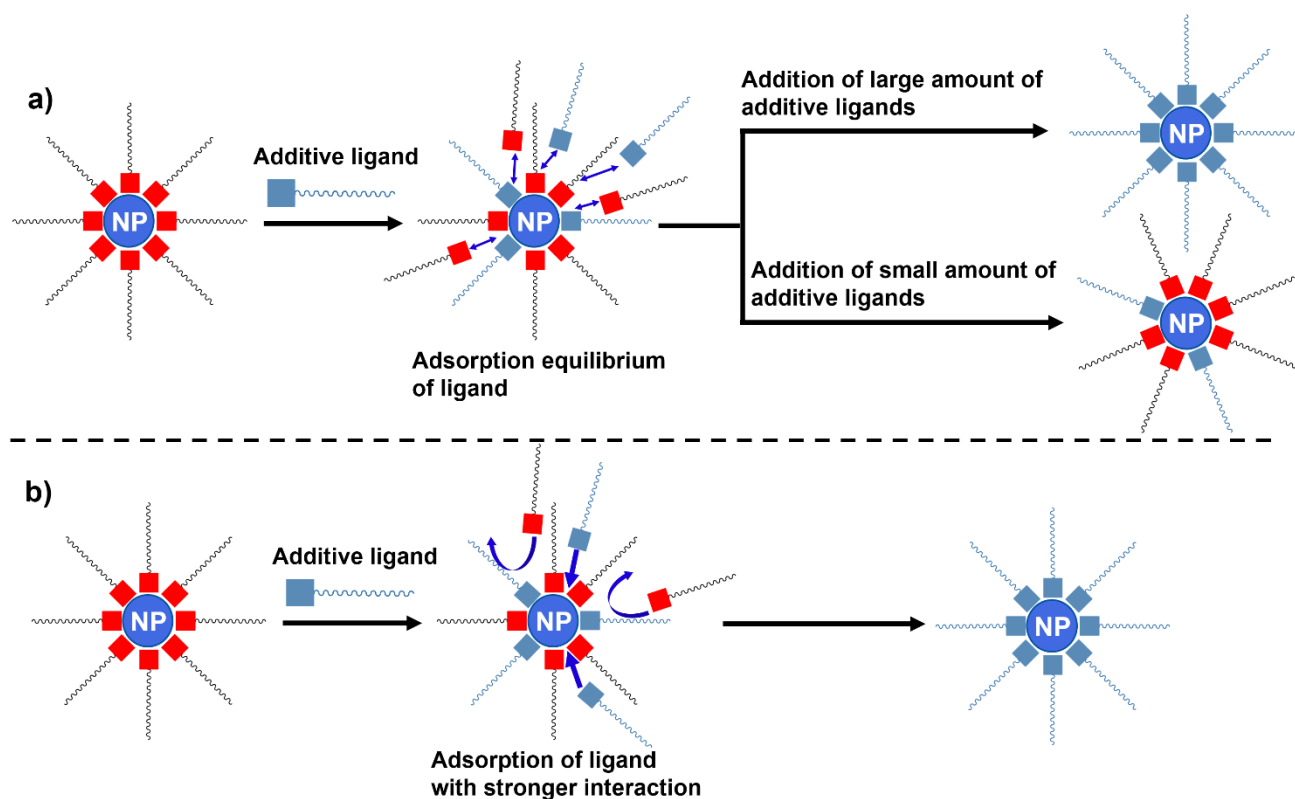 a)
NP
Additive ligand
NP
Adsorption equilibrium
of ligand
Addition of large amount of
additive ligands
NP
Addition of small amount of
additive ligands
NP
b)
NP
Additive ligand
NP
Adsorption of ligand
with stronger interaction
NP